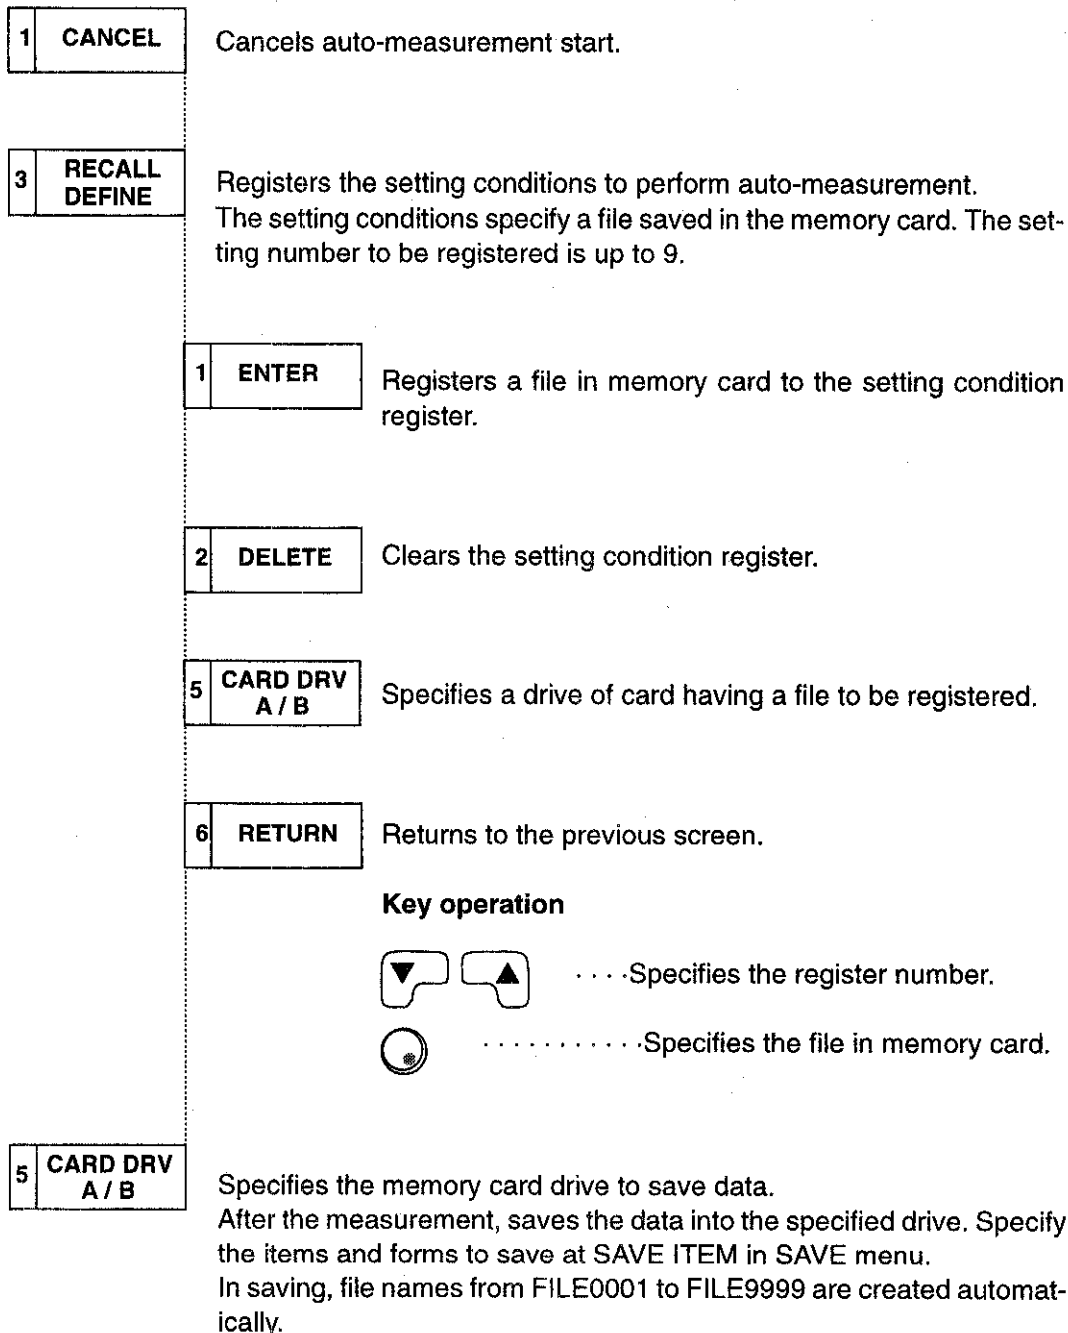 1 CANCEL
Cancels auto-measurement start.
3 RECALL
DEFINE
Registers the setting conditions to perform auto-measurement.
The setting conditions specify a file saved in the memory card. The set-
ting number to be registered is up to 9.
1 ENTER
Registers a file in memory card to the setting condition
register.
2 DELETE
Clears the setting condition register.
5 CARD DRV
A / B
Specifies a drive of card having a file to be registered.
6 RETURN
Returns to the previous screen.
Key operation
▼ ▲ ····Specifies the register number.
············Specifies the file in memory card.
5 CARD DRV
A / B
Specifies the memory card drive to save data.
After the measurement, saves the data into the specified drive. Specify
the items and forms to save at SAVE ITEM in SAVE menu.
In saving, file names from FILE0001 to FILE9999 are created automat-
ically.